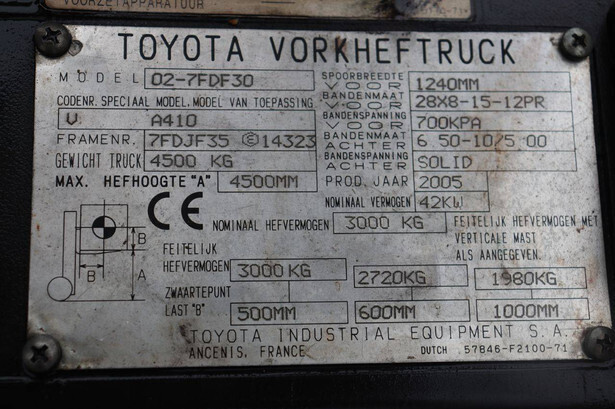 VOORZETAPPARATUUR
TOYOTA VORKHEFTRUCK
MODEL 02-7FDF30
SPOORBREEDTE VOOR 1240MM
CODENR. SPECIAAL MODEL. MODEL VAN TOEPASSING
BANDENMAAT VOOR 28X8-15-12PR
V A410
BANDENSPANNING VOOR 700KPA
FRAMENR. 7FDJF35 ©14323
BANDENMAAT ACHTER 6 50-10/5 00
GEWICHT TRUCK 4500 KG
BANDENSPANNING ACHTER SOLID
MAX. HEFHOOGTE "A" 4500MM
PROD. JAAR 2005
NOMINAAL VERMOGEN 42KW
CE
NOMINAAL HEFVERMOGEN 3000 KG
FEITELIJK HEFVERMOGEN MET
VERTICALE MAST
ALS AANGEGEVEN.
B
B
A
FEITELIJK
HEFVERMOGEN 3000 KG 2720KG 1980KG
ZWAARTEPUNT
LAST "B" 500MM 600MM 1000MM
TOYOTA INDUSTRIAL EQUIPMENT S.A.
ANCENIS, FRANCE
DUTCH 57846-F2100-71